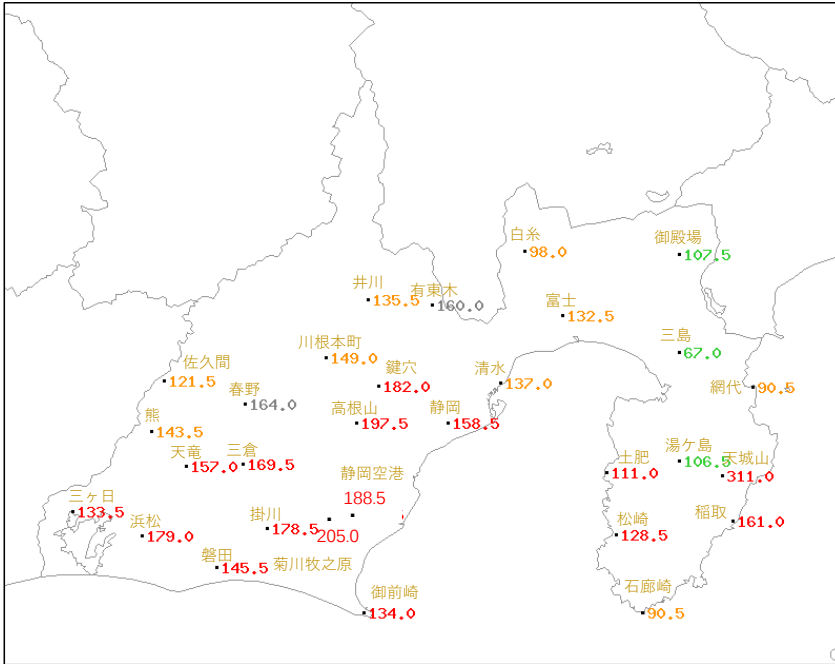 白糸
98.0
御殿場
107.5
井川
135.5
有東木
160.0
富士
132.5
川根本町
149.0
三島
67.0
佐久間
121.5
鍵穴
182.0
清水
137.0
網代
90.5
春野
164.0
熊
143.5
高根山
197.5
静岡
158.5
天竜
157.0
三倉
169.5
静岡空港
188.5
土肥
111.0
湯ケ島
106.5
天城山
311.0
三ヶ日
133.5
浜松
179.0
掛川
178.5
205.0
菊川牧之原
松崎
128.5
稲取
161.0
磐田
145.5
御前崎
134.0
石廊崎
90.5